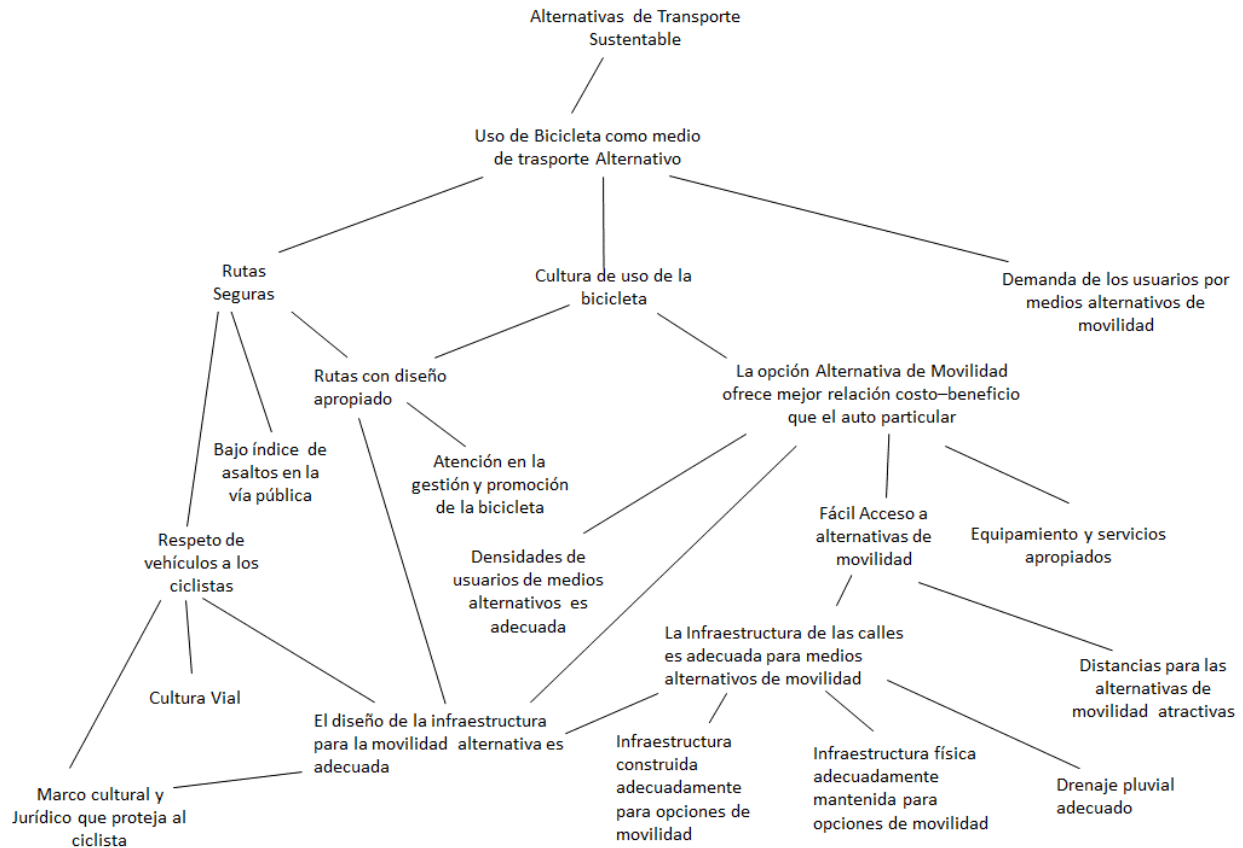 Alternativas de Transporte
Sustentable
Uso de Bicicleta como medio
de trasporte Alternativo
Rutas
Seguras
Cultura de uso de la
bicicleta
Demanda de los usuarios por
medios alternativos de
movilidad
Rutas con diseño
apropiado
La opción Alternativa de Movilidad
ofrece mejor relación costo–beneficio
que el auto particular
Bajo índice de
asaltos en la
vía pública
Atención en la
gestión y promoción
de la bicicleta
Fácil Acceso a
alternativas de
movilidad
Equipamiento y servicios
apropiados
Respeto de
vehículos a los
ciclistas
Densidades de
usuarios de medios
alternativos es
adecuada
La Infraestructura de las calles
es adecuada para medios
alternativos de movilidad
Distancias para las
alternativas de
movilidad atractivas
Cultura Vial
El diseño de la infraestructura
para la movilidad alternativa es
adecuada
Infraestructura
construida
adecuadamente
para opciones de
movilidad
Infraestructura física
adecuadamente
mantenida para
opciones de movilidad
Drenaje pluvial
adecuado
Marco cultural y
Jurídico que proteja al
ciclista